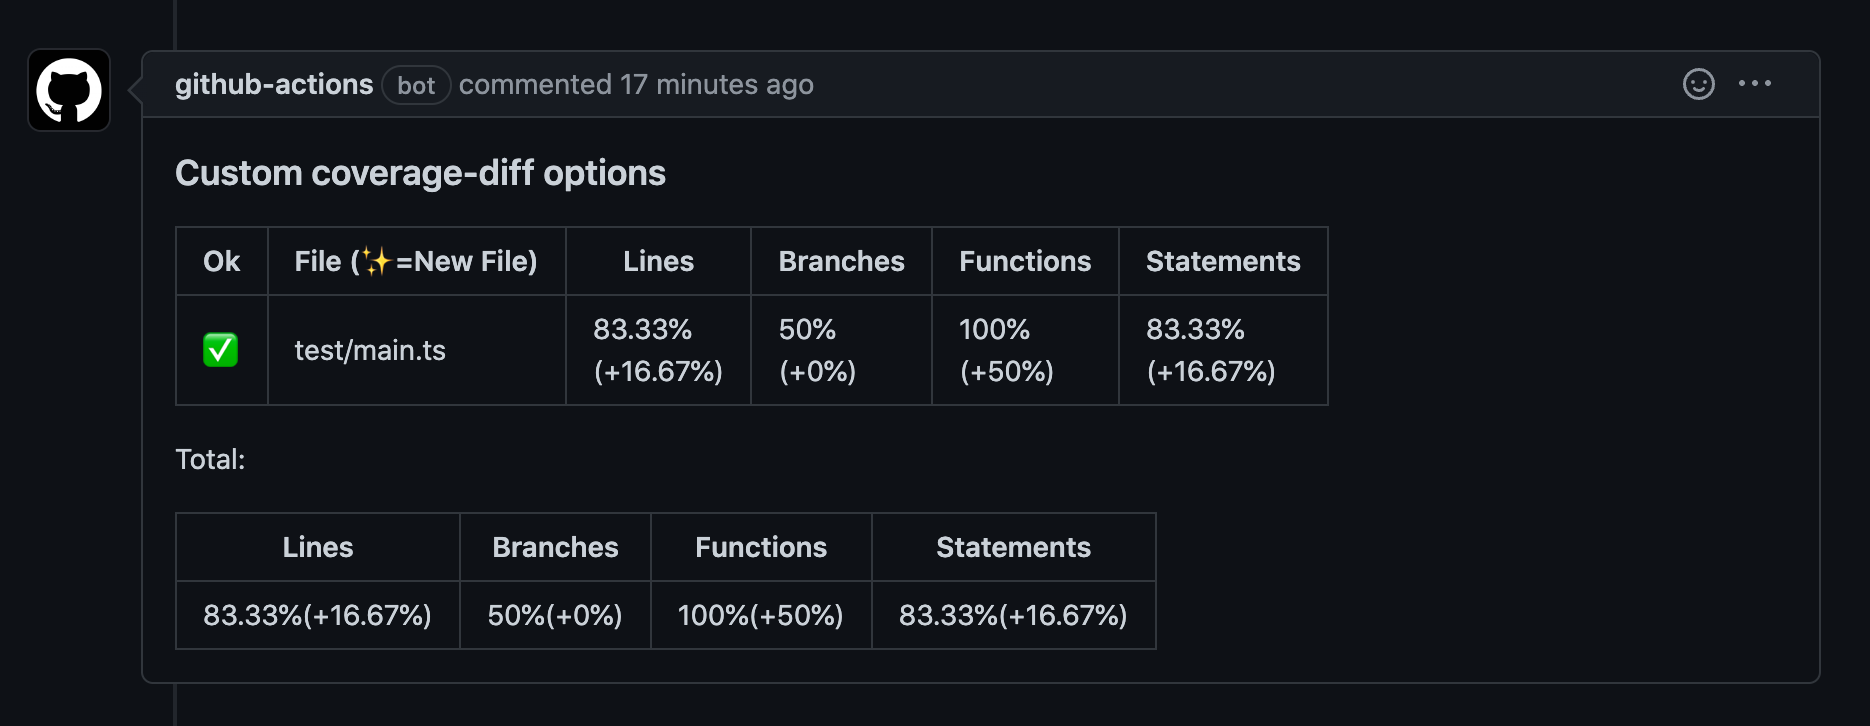 github-actions bot commented 17 minutes ago
Custom coverage-diff options
Ok File (✨=New File) Lines Branches Functions Statements
✅ test/main.ts 83.33% (+16.67%) 50% (+0%) 100% (+50%) 83.33% (+16.67%)
Total:
Lines Branches Functions Statements
83.33%(+16.67%) 50%(+0%) 100%(+50%) 83.33%(+16.67%)